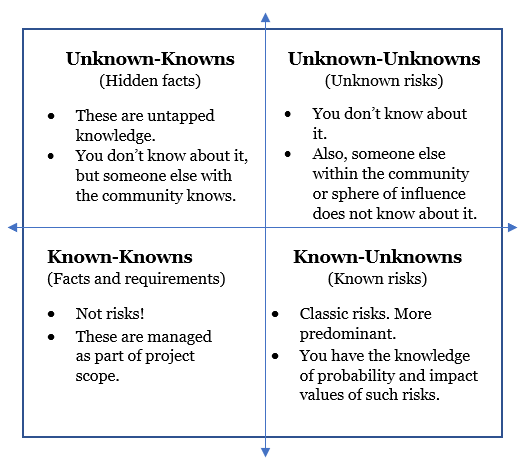 Unknown-Knowns
(Hidden facts)
• These are untapped
knowledge.
• You don’t know about it,
but someone else with
the community knows.
Unknown-Unknowns
(Unknown risks)
• You don’t know about
it.
• Also, someone else
within the community
or sphere of influence
does not know about it.
Known-Knowns
(Facts and requirements)
• Not risks!
• These are managed
as part of project
scope.
Known-Unknowns
(Known risks)
• Classic risks. More
predominant.
• You have the knowledge
of probability and impact
values of such risks.